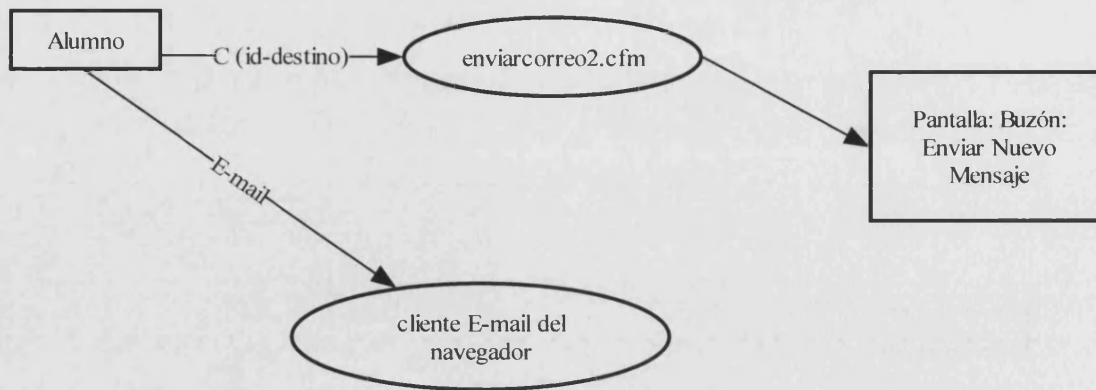 Alumno
C (id-destino)
enviarcorreo2.cfm
Pantalla: Buzón:
Enviar Nuevo
Mensaje
E-mail
cliente E-mail del
navegador